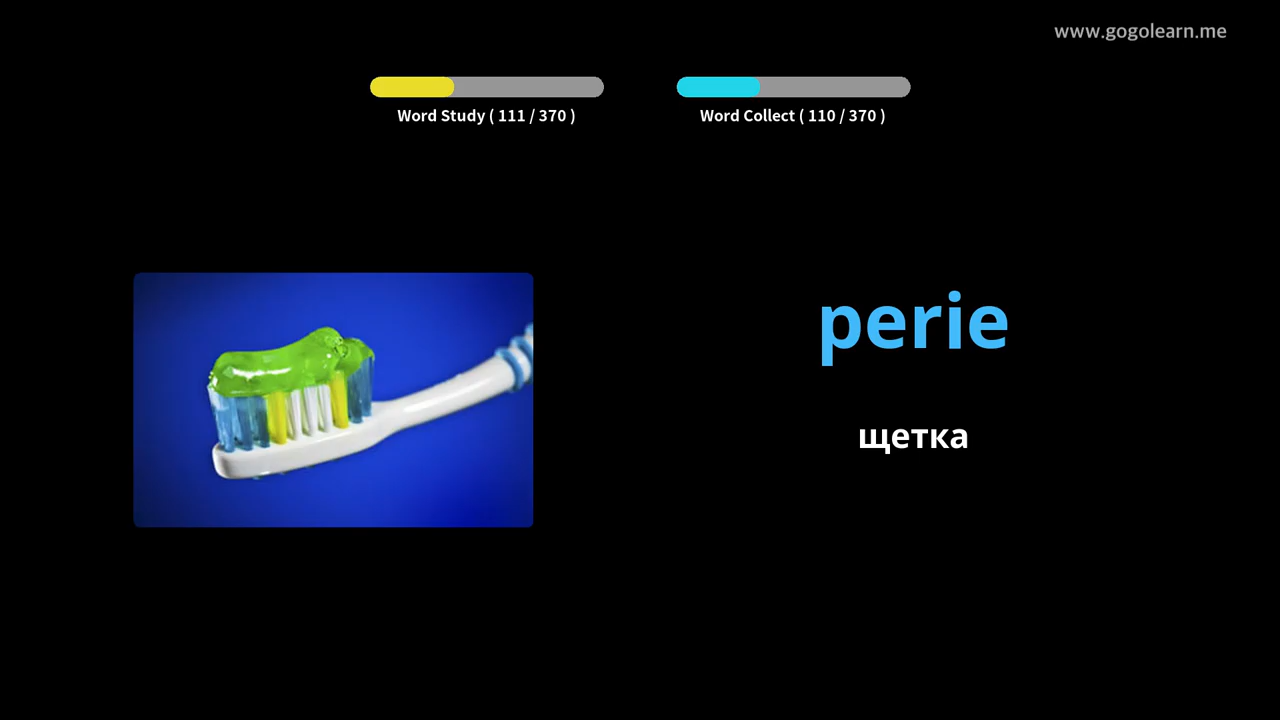 www.gogolearn.me
Word Study ( 111 / 370 )
Word Collect ( 110 / 370 )
perie
щетка